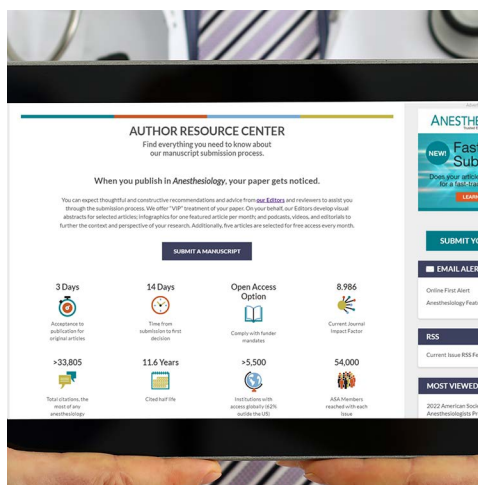 AUTHOR RESOURCE CENTER
Find everything you need to know about
our manuscript submission process.
When you publish in Anesthesiology, your paper gets noticed.
You can expect thoughtful and constructive recommendations and advice from our Editors and reviewers to assist you
through the submission process. We offer "VIP" treatment of your paper. On your behalf, our Editors develop visual
abstracts for selected articles; infographics for one featured article per month; and podcasts, videos, and editorials to
further the context and perspective of your research. Additionally, five articles are selected for free access every month.
SUBMIT A MANUSCRIPT
3 Days
Acceptance to
publication for
original articles
14 Days
Time from
submission to first
decision
Open Access
Option
Comply with funder
mandates
8.986
Current Journal
Impact Factor
>33,805
Total citations, the
most of any
anesthesiology
11.6 Years
Cited half life
>5,500
Institutions with
access globally (62%
outide the US)
54,000
ASA Members
reached with each
issue
ANESTHE
NEW!
Fas
Sub
Does your article
for a fast-tra
LEARN
SUBMIT YO
EMAIL ALER
Online First Alert
Anesthesiology Feat
RSS
Current Issue RSS Fe
MOST VIEWED
2022 American Soci
Anesthesiologists Pr